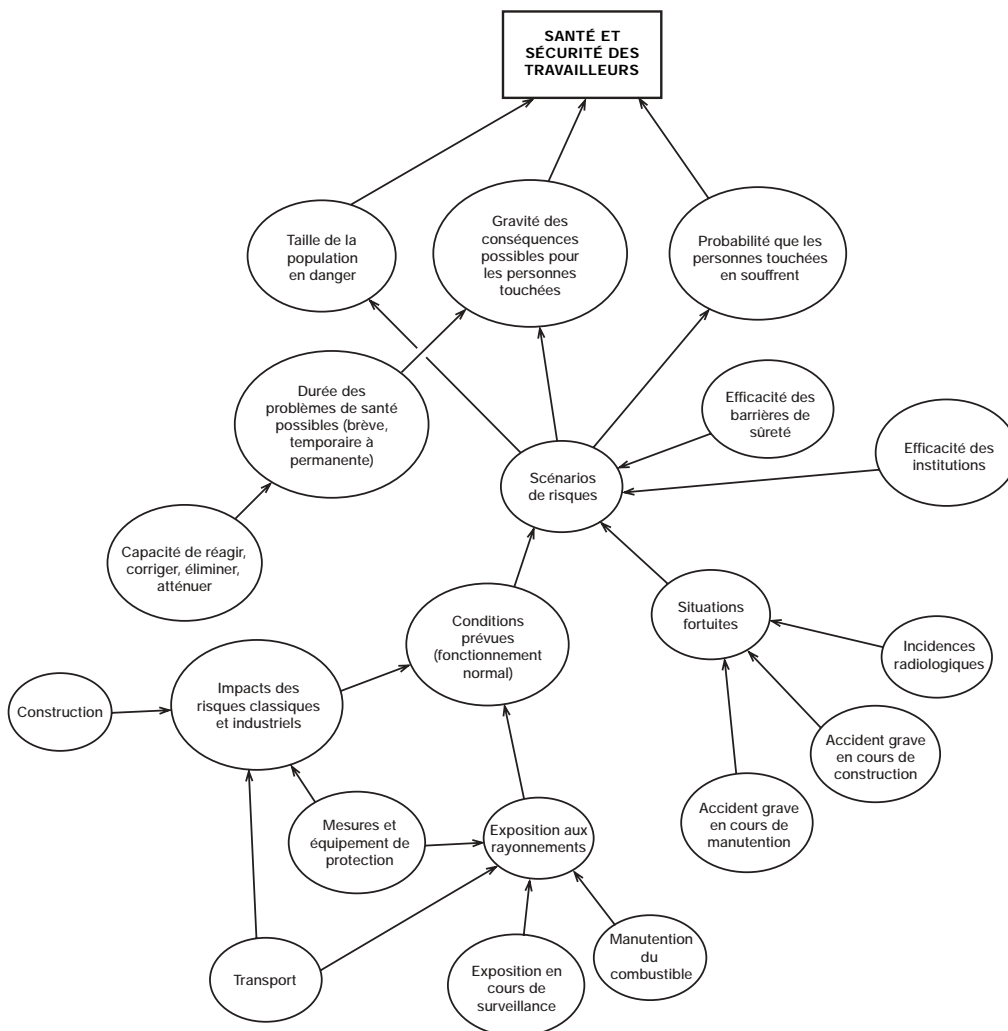 SANTÉ ET
SÉCURITÉ DES
TRAVAILLEURS
Taille de la
population
en danger
Gravité des
conséquences
possibles pour
les personnes
touchées
Probabilité que les
personnes touchées
en souffrent
Durée des
problèmes de santé
possibles (brève,
temporaire à
permanente)
Efficacité des
barrières de
sûreté
Efficacité des
institutions
Scénarios
de risques
Capacité de réagir,
corriger, éliminer,
atténuer
Conditions
prévues
(fonctionnement
normal)
Situations
fortuites
Incidences
radiologiques
Construction
Impacts des
risques classiques
et industriels
Accident grave
en cours de
construction
Accident grave
en cours de
manutention
Mesures et
équipement de
protection
Exposition aux
rayonnements
Transport
Exposition en
cours de
surveillance
Manutention
du
combustible